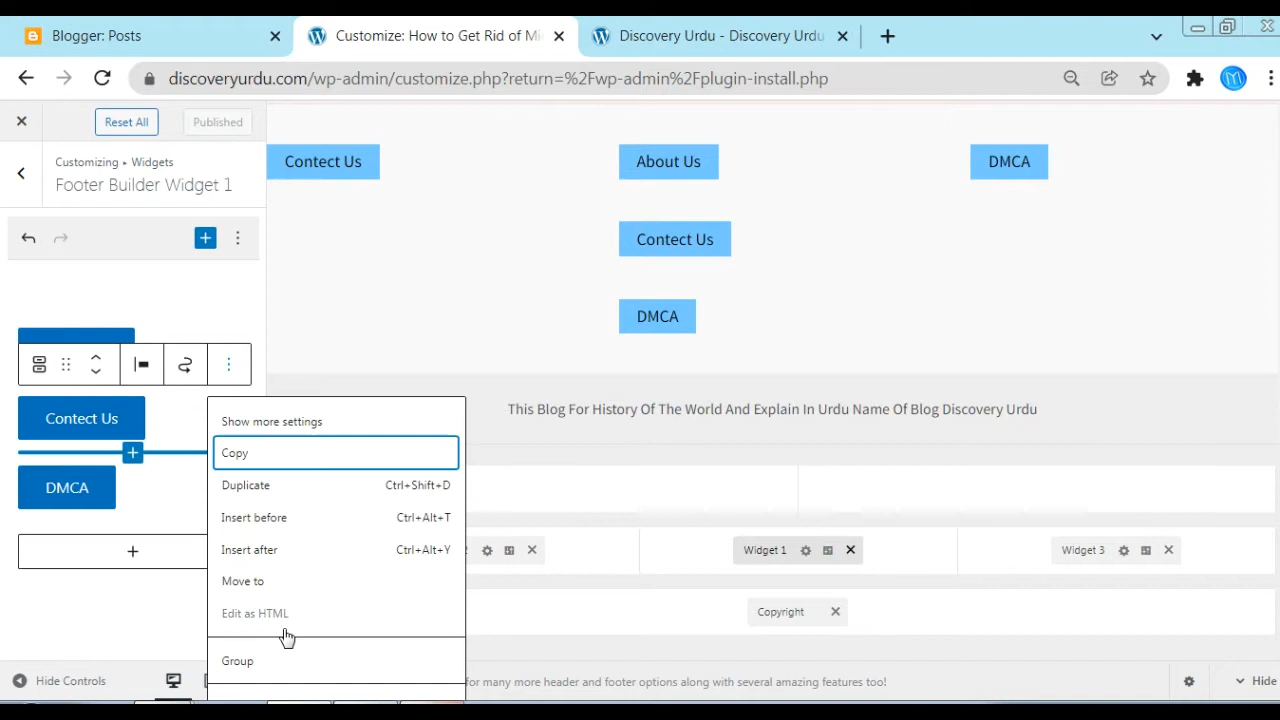 Blogger: Posts
Customize: How to Get Rid of Mi
Discovery Urdu - Discovery Urdu
discoveryurdu.com/wp-admin/customize.php?return=%2Fwp-admin%2Fplugin-install.php
Reset All
Published
Customizing ▸ Widgets
Footer Builder Widget 1
Contect Us
About Us
DMCA
Contect Us
DMCA
Contect Us
DMCA
Show more settings
Copy
Duplicate Ctrl+Shift+D
Insert before Ctrl+Alt+T
Insert after Ctrl+Alt+Y
Move to
Edit as HTML
Group
This Blog For History Of The World And Explain In Urdu Name Of Blog Discovery Urdu
Widget 1
Widget 3
Copyright
Hide Controls
for many more header and footer options along with several amazing features too!
Hide